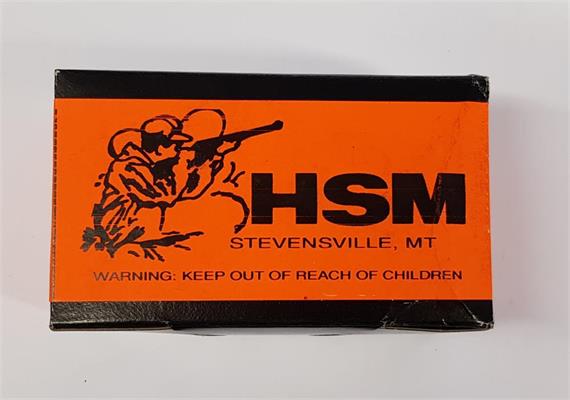 HSM
STEVENSVILLE, MT
WARNING: KEEP OUT OF REACH OF CHILDREN